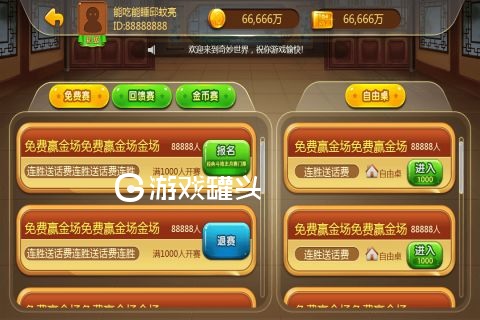 能吃能睡邱蚊亮
ID:88888888
66,666万
66,666万
欢迎来到奇妙世界，祝你游戏愉快!
免费赛
回馈赛
金币赛
自由桌
免费赢金场免费赢金场金场
88888人
报名
连胜送话费连胜送话费连胜
满1000人开赛
免费赢金场免费赢金场
88888人
连胜送话费
自由桌
进入
1000
游戏罐头
免费赢金场免费赢金场金场
88888人
退赛
连胜送话费连胜送话费连胜
满1000人开赛
免费赢金场免费赢金场
88888人
连胜送话费
自由桌
进入
1000